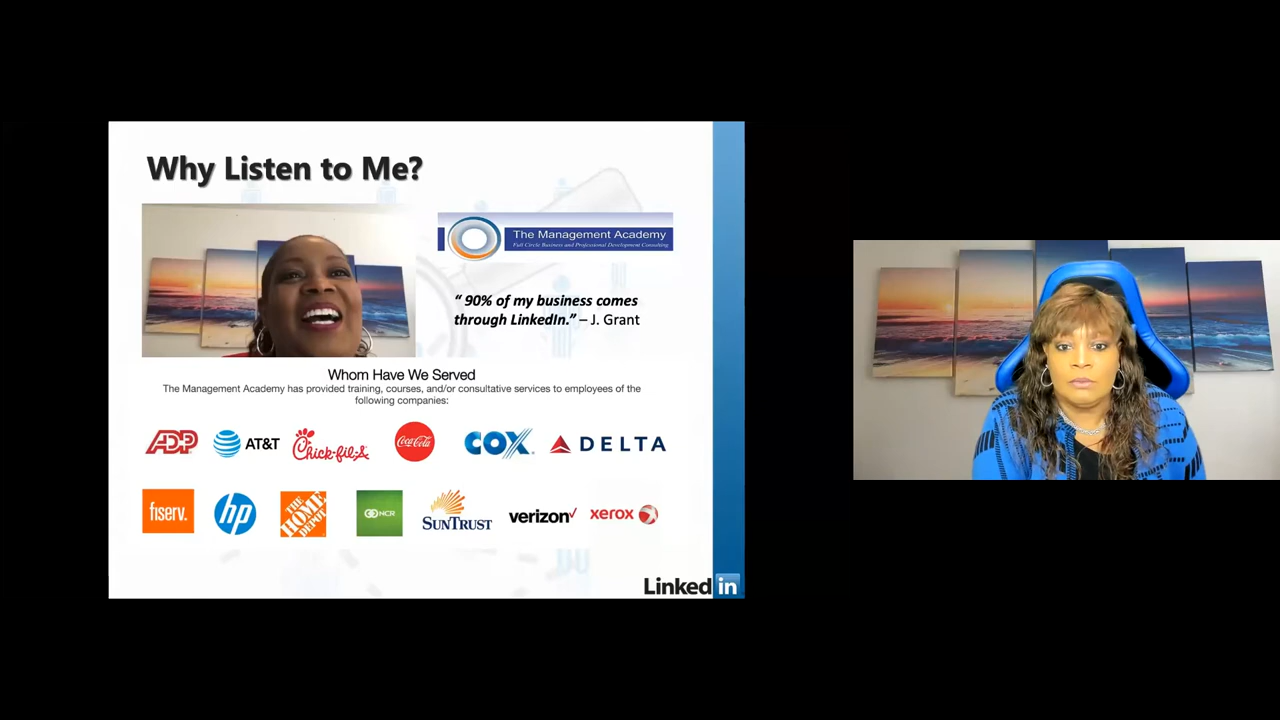 Why Listen to Me?
The Management Academy
Full Circle Business and Professional Development Consulting
“ 90% of my business comes
through LinkedIn.” – J. Grant
Whom Have We Served
The Management Academy has provided training, courses, and/or consultative services to employees of the
following companies:
ADP AT&T Chick-fil-A Coca-Cola COX DELTA
fiserv. hp THE HOME DEPOT NCR SUNTRUST verizon xerox
Linked in